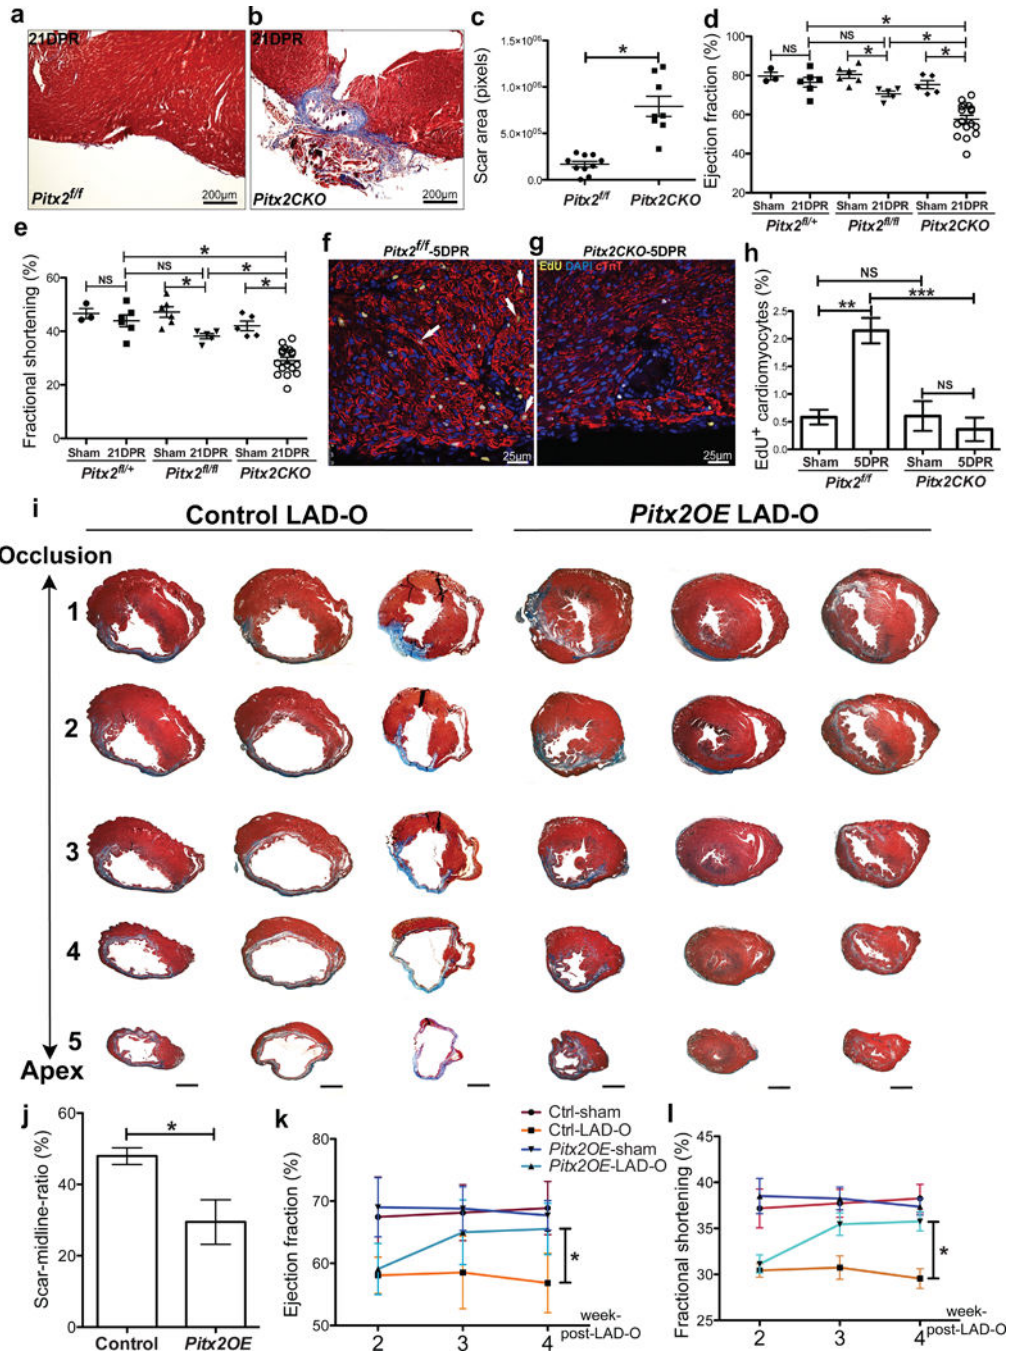 a
21DPR
Pitx2f/f
200µm
b
21DPR
Pitx2CKO
200µm
c
Scar area (pixels)
1.5×10⁰⁶
1.0×10⁰⁶
5.0×10⁰⁵
0.0
*
Pitx2f/f Pitx2CKO
d
Ejection fraction (%)
100
80
60
40
20
*
NS *
NS * *
Sham 21DPR Sham 21DPR Sham 21DPR
Pitx2fl/+ Pitx2fl/fl Pitx2CKO
e
Fractional shortening (%)
60
40
20
0
*
NS *
* *
Sham 21DPR Sham 21DPR Sham 21DPR
Pitx2fl/+ Pitx2fl/fl Pitx2CKO
f
Pitx2f/f-5DPR
25µm
g
Pitx2CKO-5DPR
EdU DAPI cTnT
25µm
h
EdU⁺ cardiomyocytes (%)
2.5
2.0
1.5
1.0
0.5
0.0
NS
** ***
NS
Sham 5DPR Sham 5DPR
Pitx2f/f Pitx2CKO
i
Control LAD-O Pitx2OE LAD-O
Occlusion
1
2
3
4
5
Apex
j
Scar-midline-ratio (%)
60
40
20
0
*
Control Pitx2OE
k
Ejection fraction (%)
80
70
60
50
Ctrl-sham
Ctrl-LAD-O
Pitx2OE-sham
Pitx2OE-LAD-O
*
2 3 4
week-
post-LAD-O
l
Fractional shortening (%)
45
40
35
30
25
*
2 3 4
week-
post-LAD-O